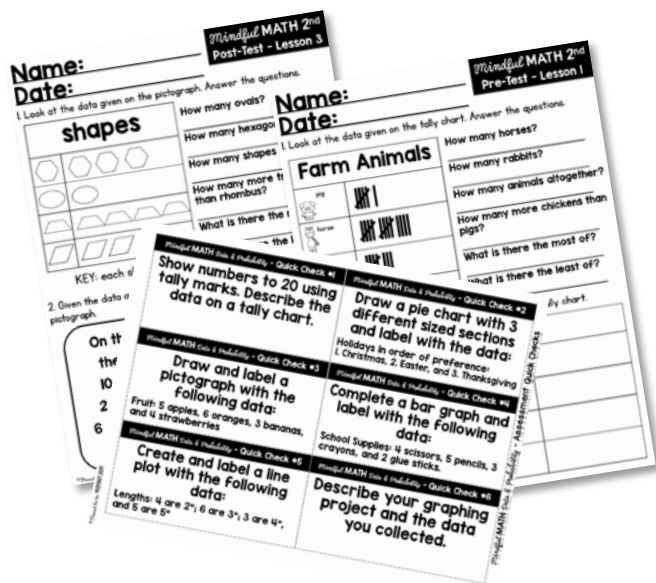 Mindful MATH 2nd
Post-Test - Lesson 3
Name:
Date:
1. Look at the data given on the pictograph. Answer the questions.
shapes
How many ovals?
How many
How many shapes
How many more
than rhombus?
What is there the
KEY: each
2. Given the data
pictograph.
On
the
10
2
6
Mindful MATH 2nd
Pre-Test - Lesson 1
Name:
Date:
1. Look at the data given on the tally chart. Answer the questions.
Farm Animals
pig
horse
How many horses?
How many rabbits?
How many animals altogether?
How many more chickens than
pigs?
What is there the most of?
What is there the least of?
tally chart.
Mindful MATH Data & Probability - Quick Check #1
Show numbers to 20 using
tally marks. Describe the
data on a tally chart.
Mindful MATH Data & Probability - Quick Check #2
Draw a pie chart with 3
different sized sections
and label with the data:
Holidays in order of preference:
1. Christmas, 2. Easter, and 3. Thanksgiving
Mindful MATH Data & Probability - Quick Check #3
Draw and label a
pictograph with the
following data:
Fruit: 5 apples, 6 oranges, 3 bananas,
and 4 strawberries
Mindful MATH Data & Probability - Quick Check #4
Complete a bar graph and
label with the following
data:
School Supplies: 4 scissors, 5 pencils, 3
crayons, and 2 glue sticks.
Mindful MATH Data & Probability - Quick Check #5
Create and label a line
plot with the following
data:
Lengths: 4 are 2"; 6 are 3"; 3 are 4",
and 5 are 5"
Mindful MATH Data & Probability - Quick Check #6
Describe your graphing
project and the data
you collected.
Mindful MATH Data & Probability - Assessment Quick Checks